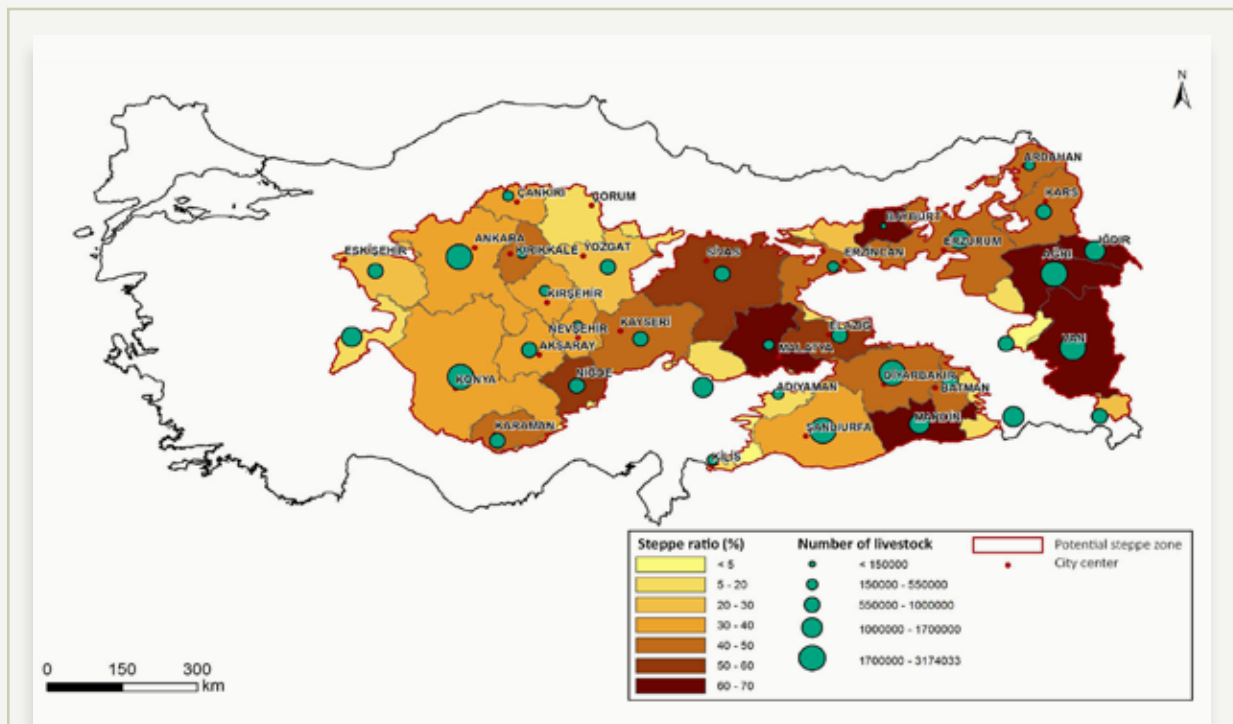 N
ARDAHAN
ÇANKIRI
ÇORUM
KARS
BAYBURT
ANKARA
ESKİŞEHİR
KIRIKKALE
YOZGAT
SİVAS
ERZİNCAN
ERZURUM
IĞDIR
AĞRI
KIRŞEHİR
NEVŞEHİR
KAYSERİ
ELAZIĞ
VAN
AKSARAY
MALATYA
KONYA
NİĞDE
DİYARBAKIR
ADIYAMAN
BATMAN
KARAMAN
ŞANLIURFA
MARDİN
KİLİS
Steppe ratio (%)
< 5
5 - 20
20 - 30
30 - 40
40 - 50
50 - 60
60 - 70
Number of livestock
< 150000
150000 - 550000
550000 - 1000000
1000000 - 1700000
1700000 - 3174033
Potential steppe zone
City center
0 150 300
km